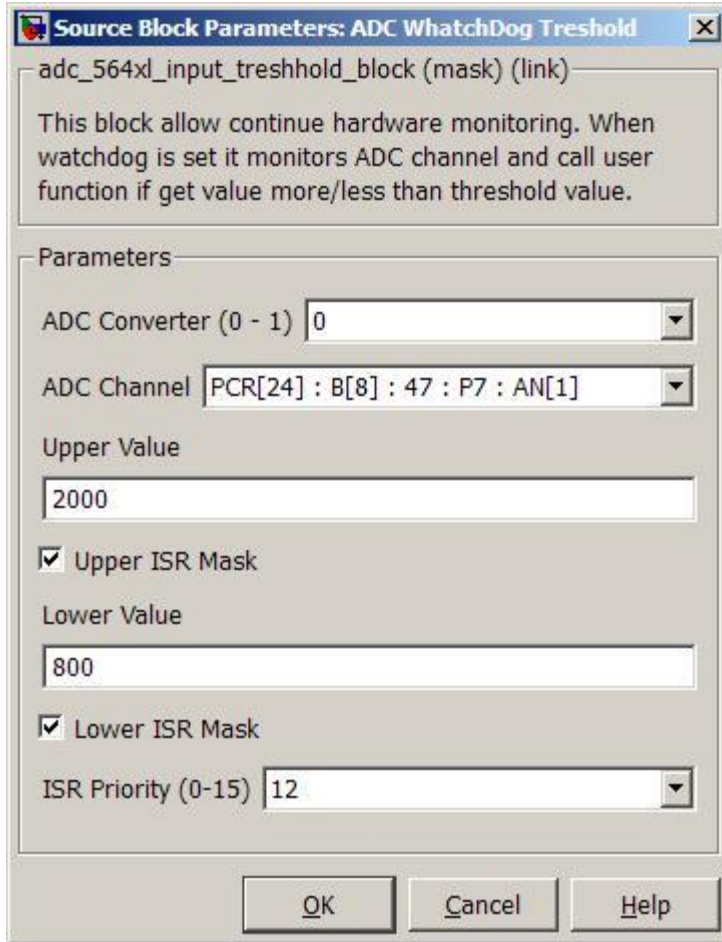 Source Block Parameters: ADC WhatchDog Treshold
adc_564xl_input_treshhold_block (mask) (link)
This block allow continue hardware monitoring. When
watchdog is set it monitors ADC channel and call user
function if get value more/less than threshold value.
Parameters
ADC Converter (0 - 1) 0
ADC Channel PCR[24] : B[8] : 47 : P7 : AN[1]
Upper Value
2000
Upper ISR Mask
Lower Value
800
Lower ISR Mask
ISR Priority (0-15) 12
OK Cancel Help